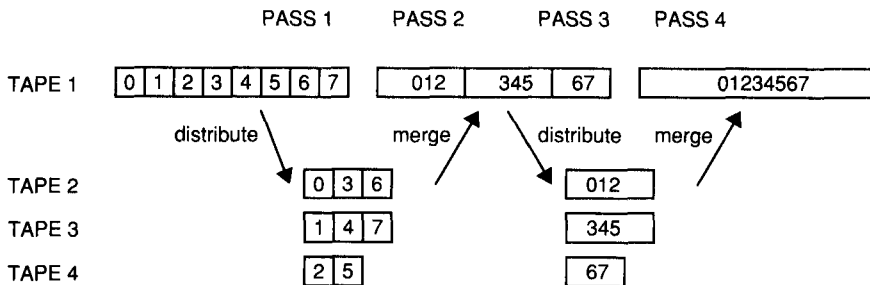 PASS 1 PASS 2 PASS 3 PASS 4
TAPE 1 0 1 2 3 4 5 6 7 012 345 67 01234567
distribute merge distribute merge
TAPE 2 0 3 6 012
TAPE 3 1 4 7 345
TAPE 4 2 5 67